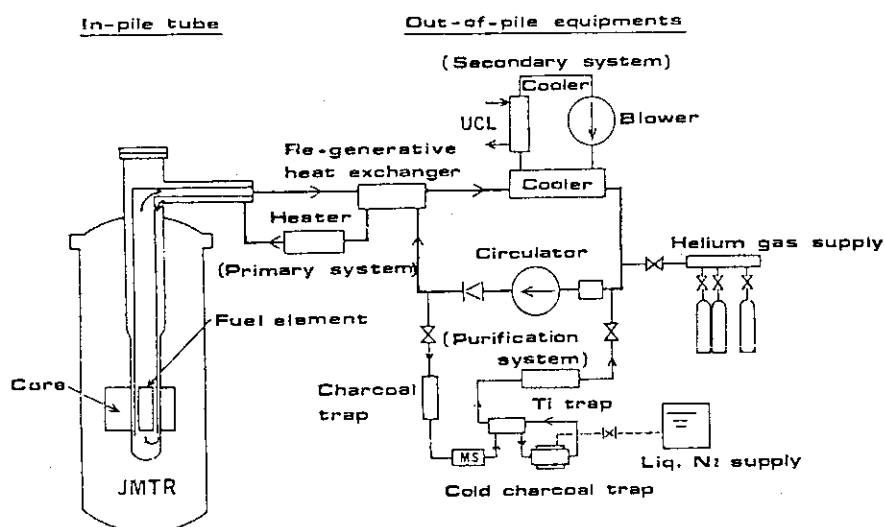 In-pile tube
Out-of-pile equipments
(Secondary system)
Cooler
UCL
Blower
Re-generative
heat exchanger
Cooler
Heater
(Primary system)
Circulator
Helium gas supply
Fuel element
(Purification
system)
Core
Charcoal
trap
Ti trap
MS
Liq. N2 supply
Cold charcoal trap
JMTR